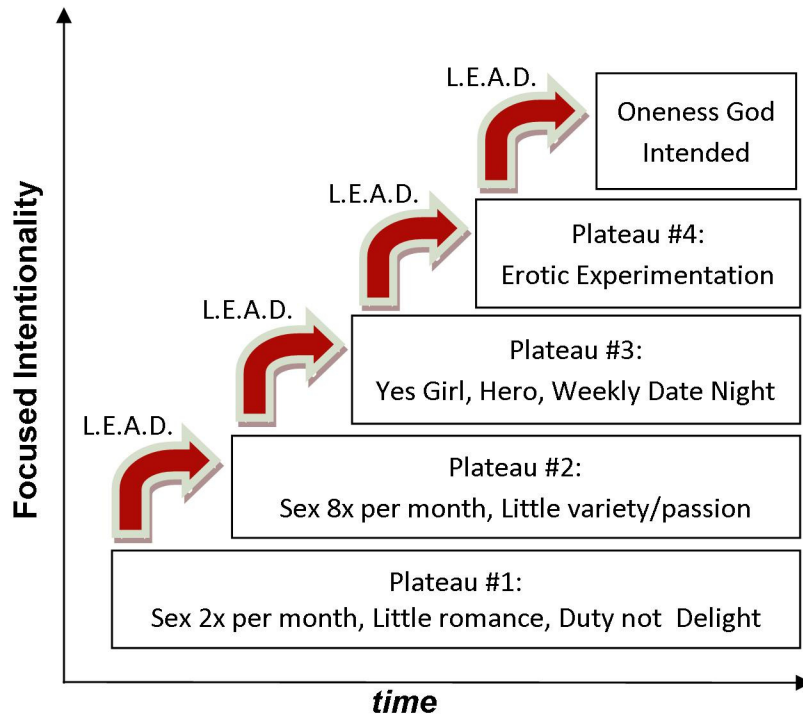 L.E.A.D.
Oneness God
Intended
L.E.A.D.
Plateau #4:
Erotic Experimentation
L.E.A.D.
Plateau #3:
Yes Girl, Hero, Weekly Date Night
L.E.A.D.
Plateau #2:
Sex 8x per month, Little variety/passion
Plateau #1:
Sex 2x per month, Little romance, Duty not Delight
Focused Intentionality
time